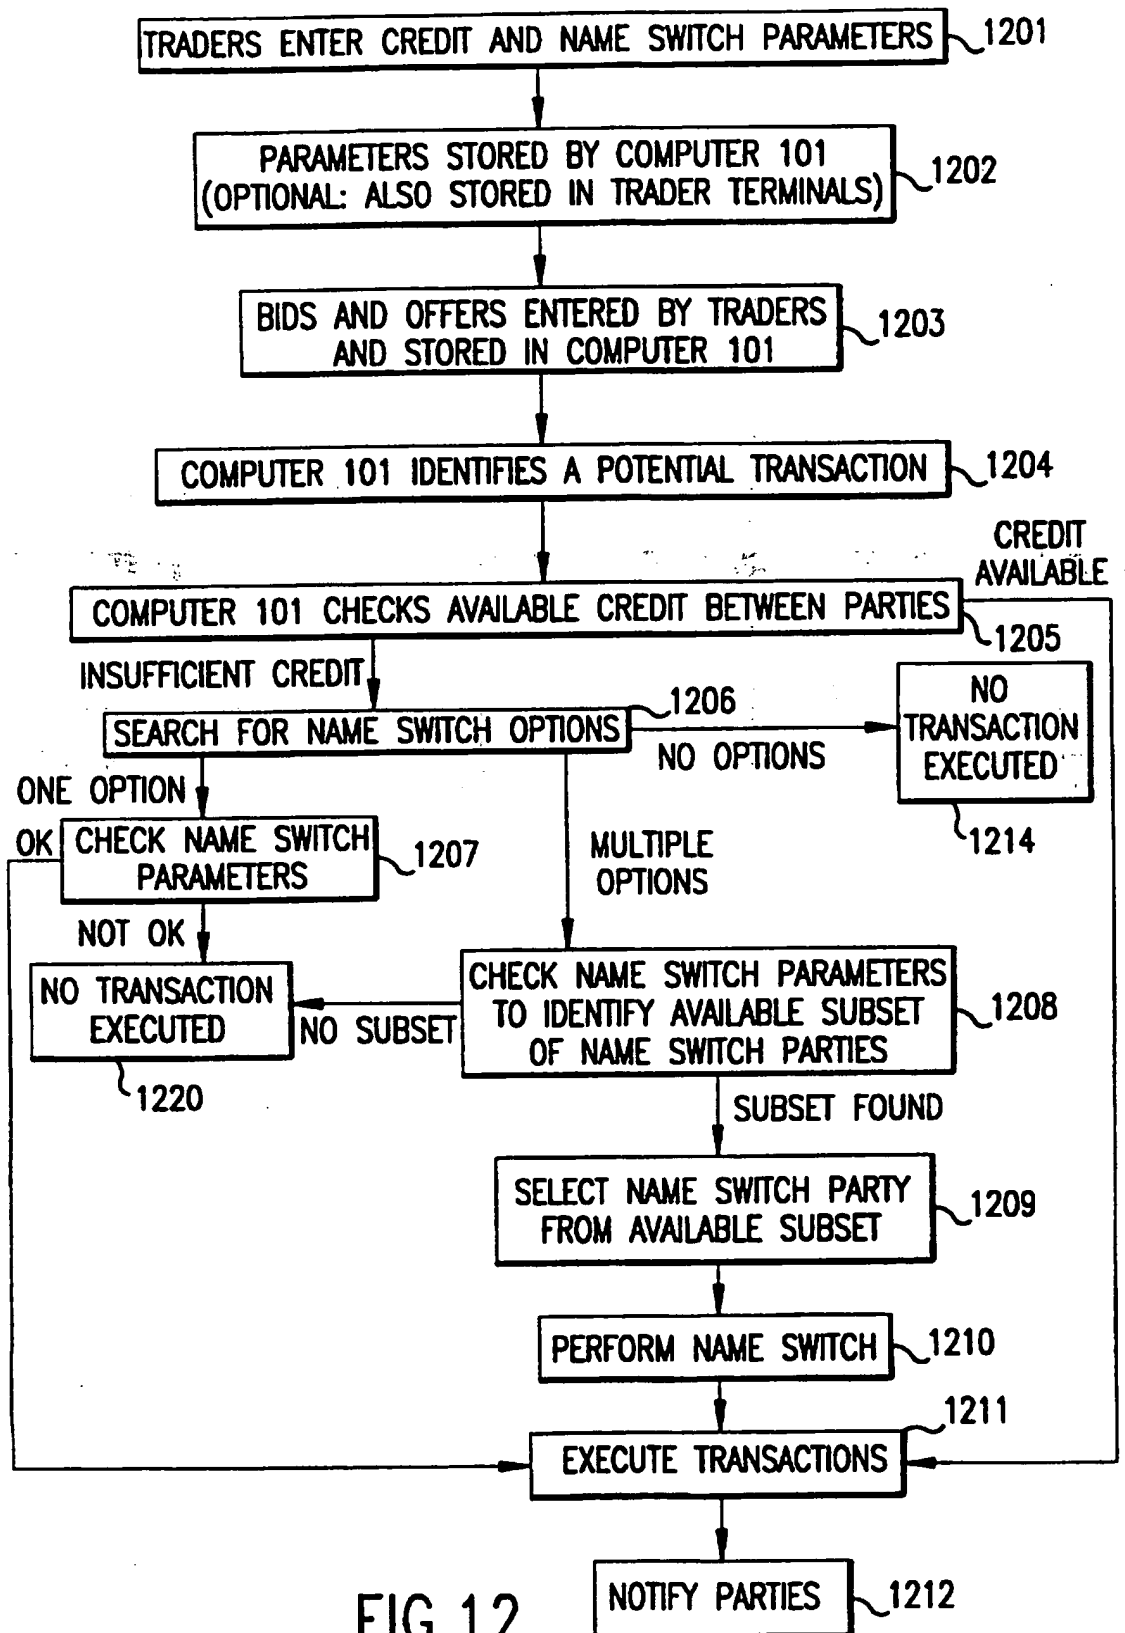 TRADERS ENTER CREDIT AND NAME SWITCH PARAMETERS
1201
PARAMETERS STORED BY COMPUTER 101
(OPTIONAL: ALSO STORED IN TRADER TERMINALS)
1202
BIDS AND OFFERS ENTERED BY TRADERS
AND STORED IN COMPUTER 101
1203
COMPUTER 101 IDENTIFIES A POTENTIAL TRANSACTION
1204
CREDIT
AVAILABLE
COMPUTER 101 CHECKS AVAILABLE CREDIT BETWEEN PARTIES
1205
INSUFFICIENT CREDIT
SEARCH FOR NAME SWITCH OPTIONS
1206
NO OPTIONS
NO
TRANSACTION
EXECUTED
1214
ONE OPTION
OK
CHECK NAME SWITCH
PARAMETERS
1207
MULTIPLE
OPTIONS
NOT OK
NO TRANSACTION
EXECUTED
1220
NO SUBSET
CHECK NAME SWITCH PARAMETERS
TO IDENTIFY AVAILABLE SUBSET
OF NAME SWITCH PARTIES
1208
SUBSET FOUND
SELECT NAME SWITCH PARTY
FROM AVAILABLE SUBSET
1209
PERFORM NAME SWITCH
1210
EXECUTE TRANSACTIONS
1211
NOTIFY PARTIES
1212
FIG.12